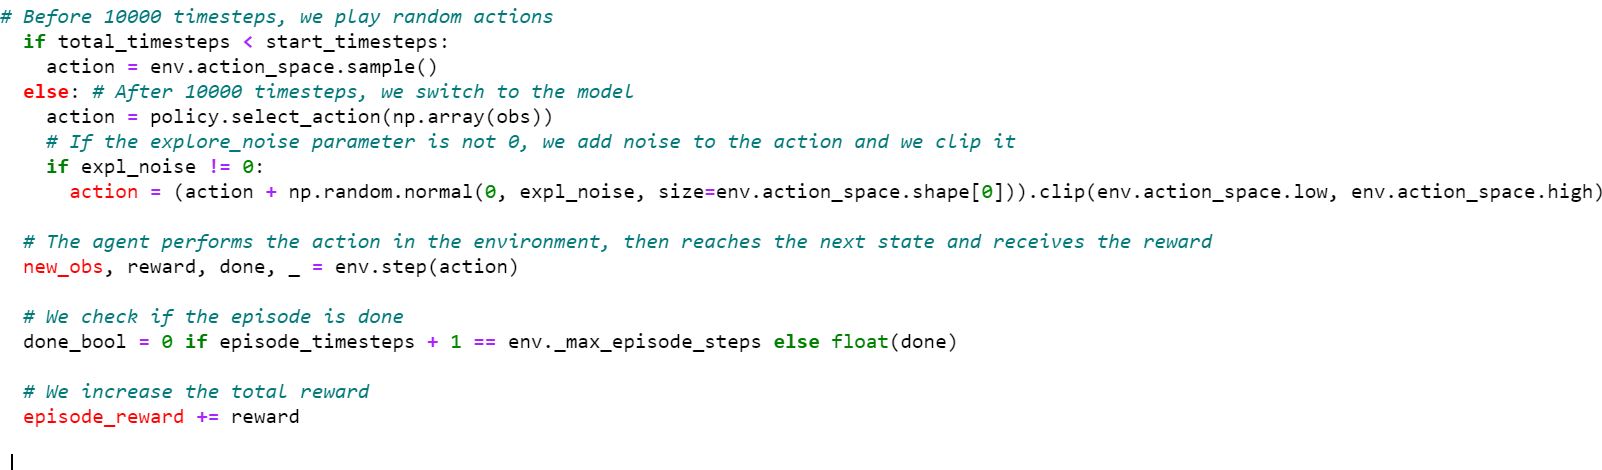 # Before 10000 timesteps, we play random actions
  if total_timesteps < start_timesteps:
    action = env.action_space.sample()
  else: # After 10000 timesteps, we switch to the model
    action = policy.select_action(np.array(obs))
    # If the explore_noise parameter is not 0, we add noise to the action and we clip it
    if expl_noise != 0:
      action = (action + np.random.normal(0, expl_noise, size=env.action_space.shape[0])).clip(env.action_space.low, env.action_space.high)
  # The agent performs the action in the environment, then reaches the next state and receives the reward
  new_obs, reward, done, _ = env.step(action)
  # We check if the episode is done
  done_bool = 0 if episode_timesteps + 1 == env._max_episode_steps else float(done)
  # We increase the total reward
  episode_reward += reward